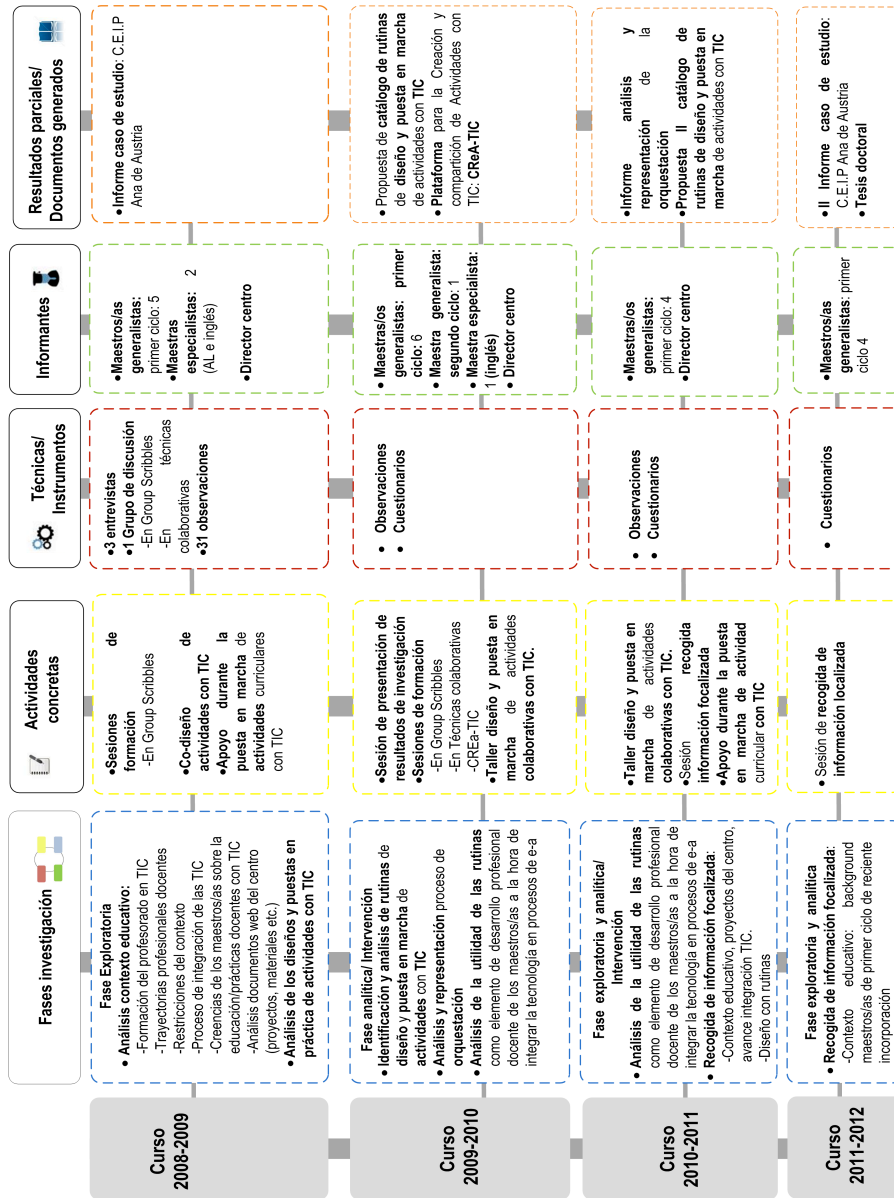 Fases investigación
Actividades
concretas
Técnicas/
Instrumentos
Informantes
Resultados parciales/
Documentos generados
Curso
2008-2009
Fase Exploratoria
• Análisis contexto educativo:
-Formación del profesorado en TIC
-Trayectorias profesionales docentes
-Restricciones del contexto
-Proceso de integración de las TIC
-Creencias de los maestros/as sobre la
educación/prácticas docentes con TIC
-Análisis documentos web del centro
(proyectos, materiales etc.)
• Análisis de los diseños y puestas en
práctica de actividades con TIC
•Sesiones de
formación
-En Group Scribbles
•Co-diseño de
actividades con TIC
•Apoyo durante la
puesta en marcha de
actividades curriculares
con TIC
•3 entrevistas
•1 Grupo de discusión
-En Group Scribbles
-En técnicas
colaborativas
•31 observaciones
•Maestros/as
generalistas:
primer ciclo: 5
•Maestras
especialistas: 2
(AL e inglés)
•Director centro
•Informe caso de estudio: C.E.I.P
Ana de Austria
Curso
2009-2010
Fase analítica/ Intervención
• Identificación y análisis de rutinas de
diseño y puesta en marcha de
actividades con TIC
•Análisis y representación proceso de
orquestación
• Análisis de la utilidad de las rutinas
como elemento de desarrollo profesional
docente de los maestros/as a la hora de
integrar la tecnología en procesos de e-a
•Sesión de presentación de
resultados de investigación
•Sesiones de formación
-En Group Scribbles
-En Técnicas colaborativas
-CREa-TIC
•Taller diseño y puesta en
marcha de actividades
colaborativas con TIC.
• Observaciones
• Cuestionarios
• Maestras/os
generalistas: primer
ciclo: 6
• Maestra generalista:
segundo ciclo: 1
• Maestra especialista:
1 (inglés)
• Director centro
•Propuesta de catálogo de rutinas
de diseño y puesta en marcha
de actividades con TIC
• Plataforma para la Creación y
compartición de Actividades con
TIC: CReA-TIC
Curso
2010-2011
Fase exploratoria y analítica/
Intervención
• Análisis de la utilidad de las rutinas
como elemento de desarrollo profesional
docente de los maestros/as a la hora de
integrar la tecnología en procesos de e-a
• Recogida de información focalizada:
-Contexto educativo, proyectos del centro,
avance integración TIC.
-Diseño con rutinas
•Taller diseño y puesta en
marcha de actividades
colaborativas con TIC.
•Sesión recogida
información focalizada
•Apoyo durante la puesta
en marcha de actividad
curricular con TIC
• Observaciones
• Cuestionarios
•Maestras/os
generalistas:
primer ciclo: 4
•Director centro
•Informe análisis y
representación de la
orquestación
• Propuesta II catálogo de
rutinas de diseño y puesta en
marcha de actividades con TIC
Curso
2011-2012
Fase exploratoria y analítica
• Recogida de información focalizada:
-Contexto educativo: background
maestros/as de primer ciclo de reciente
incorporación
• Sesión de recogida de
información localizada
• Cuestionarios
•Maestros/as
generalistas: primer
ciclo 4
•II Informe caso de estudio:
C.E.I.P Ana de Austria
• Tesis doctoral